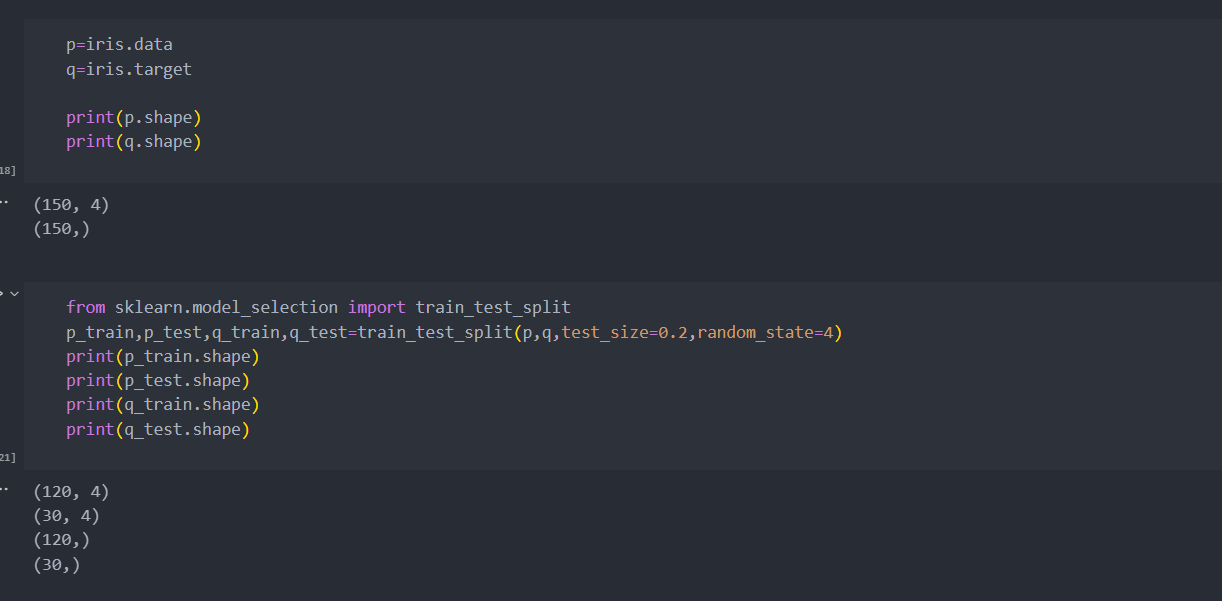 p=iris.data
q=iris.target
print(p.shape)
print(q.shape)
18]
(150, 4)
(150,)
from sklearn.model_selection import train_test_split
p_train,p_test,q_train,q_test=train_test_split(p,q,test_size=0.2,random_state=4)
print(p_train.shape)
print(p_test.shape)
print(q_train.shape)
print(q_test.shape)
21]
(120, 4)
(30, 4)
(120,)
(30,)